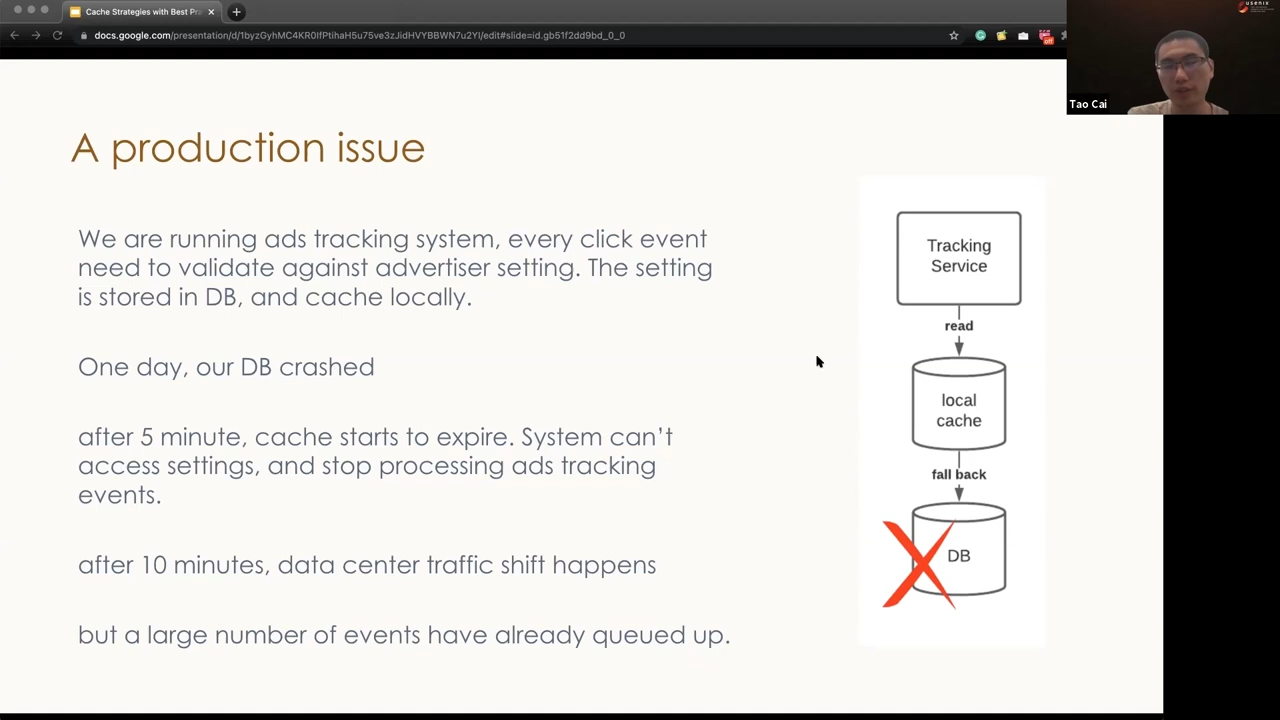 Cache Strategies with Best Pra
docs.google.com/presentation/d/1byzGyhMC4KR0IfPtihaH5u75ve3zJidHVYBBWN7u2YI/edit#slide=id.gb51f2dd9bd_0_0
usenix
Tao Cai
A production issue
We are running ads tracking system, every click event
need to validate against advertiser setting. The setting
is stored in DB, and cache locally.
One day, our DB crashed
after 5 minute, cache starts to expire. System can't
access settings, and stop processing ads tracking
events.
after 10 minutes, data center traffic shift happens
but a large number of events have already queued up.
Tracking
Service
read
local
cache
fall back
DB